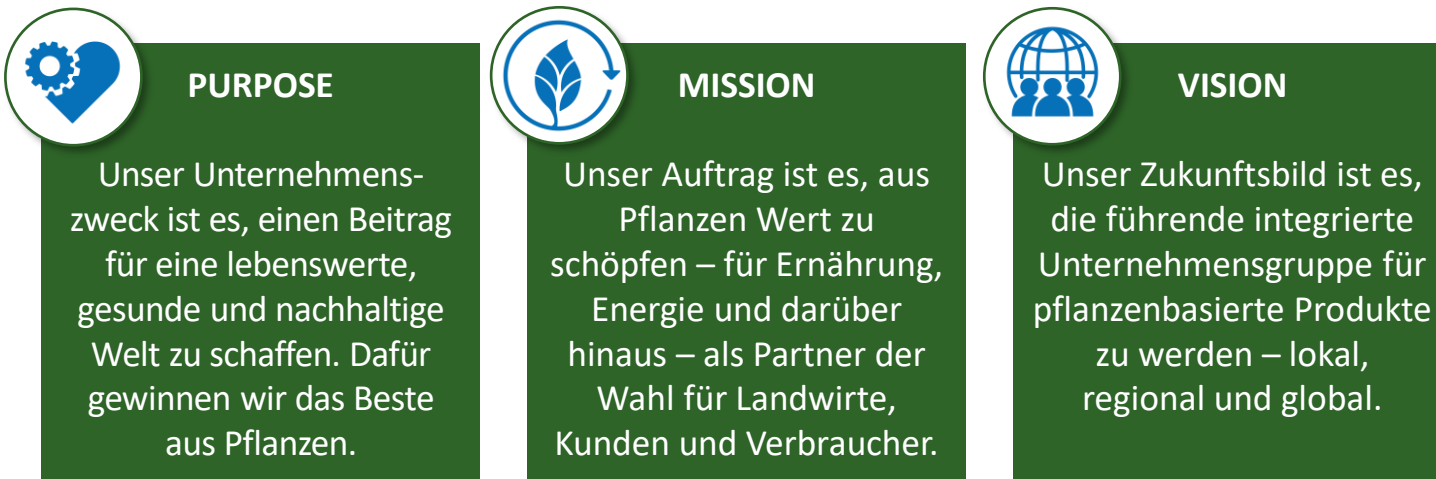 PURPOSE
Unser Unternehmens-
zweck ist es, einen Beitrag
für eine lebenswerte,
gesunde und nachhaltige
Welt zu schaffen. Dafür
gewinnen wir das Beste
aus Pflanzen.
MISSION
Unser Auftrag ist es, aus
Pflanzen Wert zu
schöpfen – für Ernährung,
Energie und darüber
hinaus – als Partner der
Wahl für Landwirte,
Kunden und Verbraucher.
VISION
Unser Zukunftsbild ist es,
die führende integrierte
Unternehmensgruppe für
pflanzenbasierte Produkte
zu werden – lokal,
regional und global.